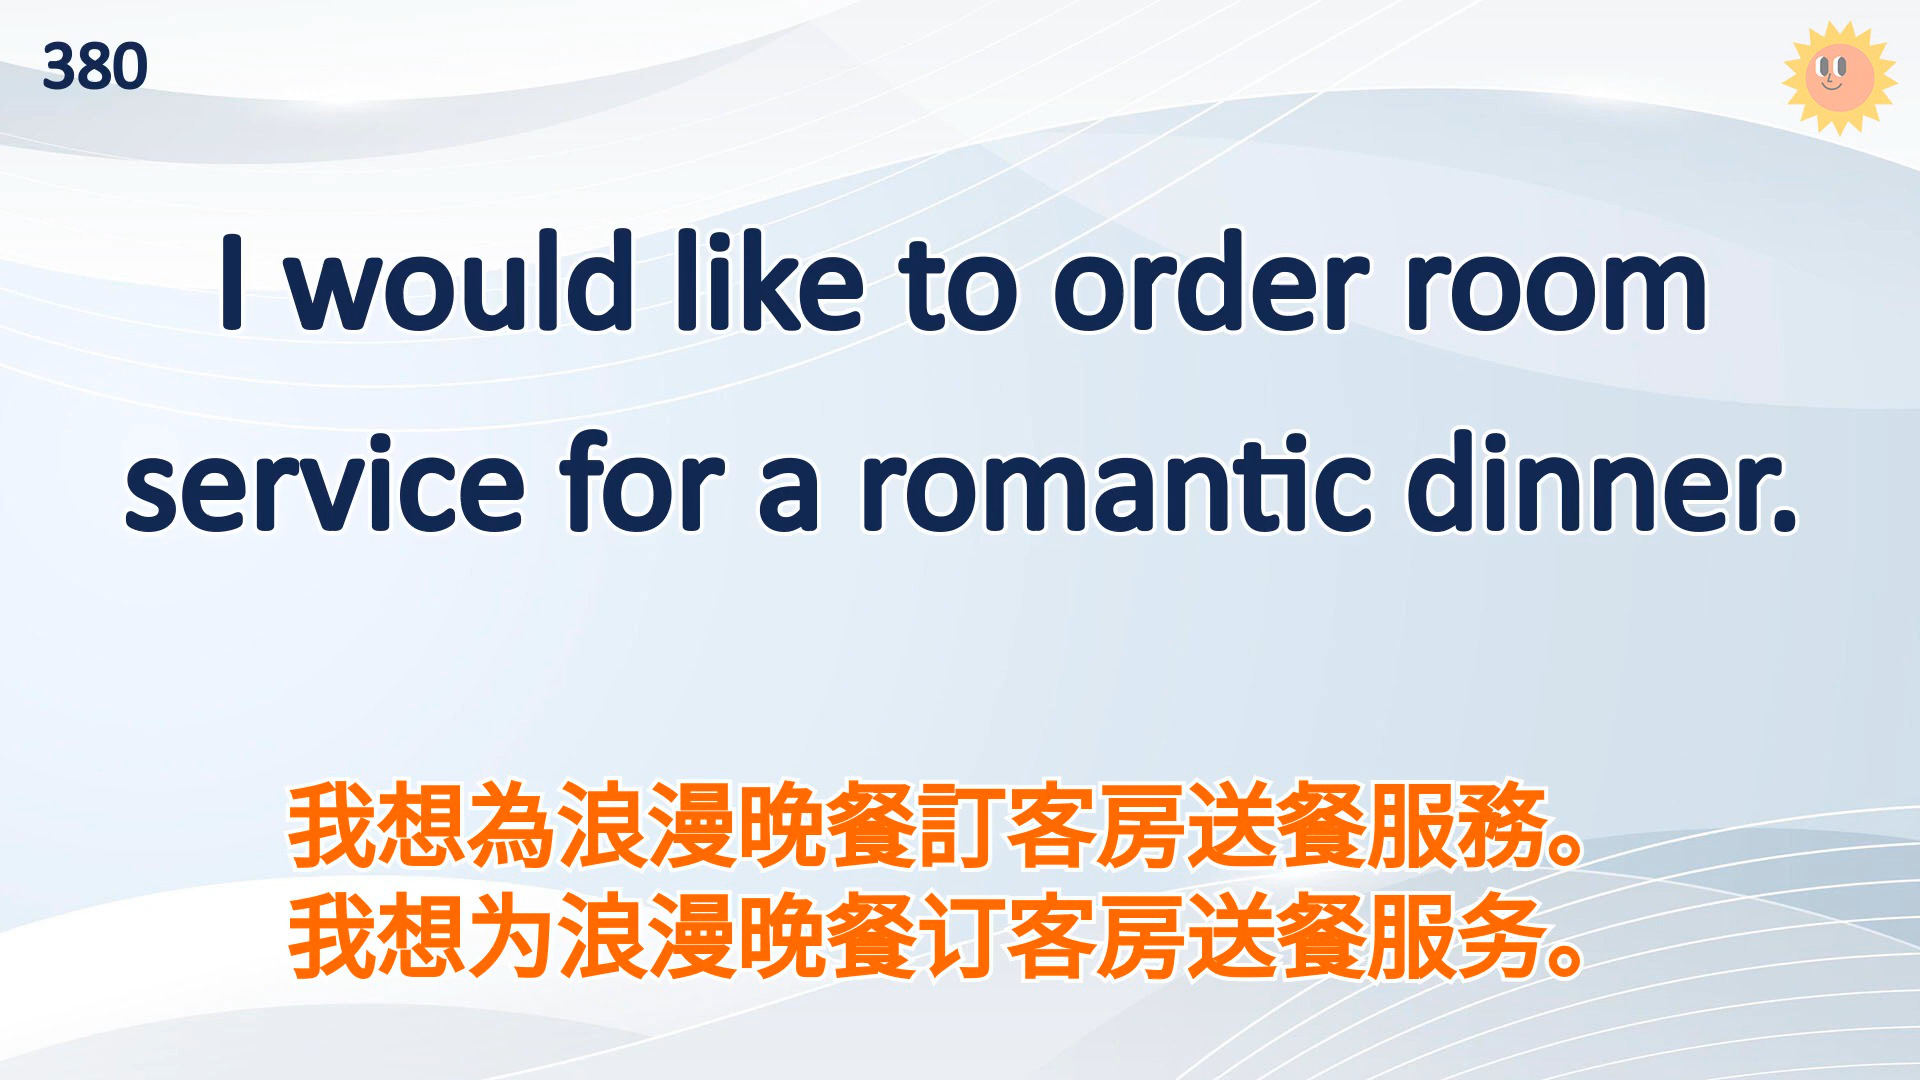 380
I would like to order room
service for a romantic dinner.
我想為浪漫晚餐訂客房送餐服務。
我想为浪漫晚餐订客房送餐服务。